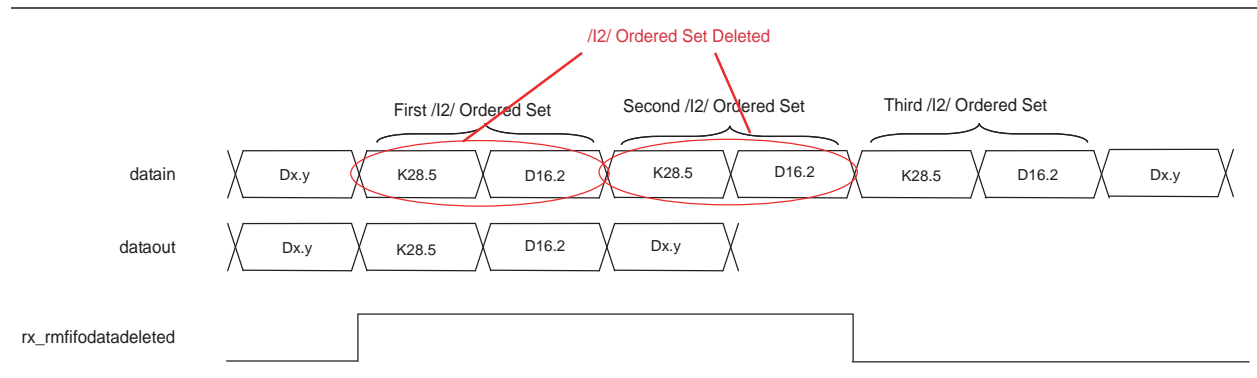 /I2/ Ordered Set Deleted
First /I2/ Ordered Set Second /I2/ Ordered Set Third /I2/ Ordered Set
datain Dx.y K28.5 D16.2 K28.5 D16.2 K28.5 D16.2 Dx.y
dataout Dx.y K28.5 D16.2 Dx.y
rx_rmfifodatadeleted